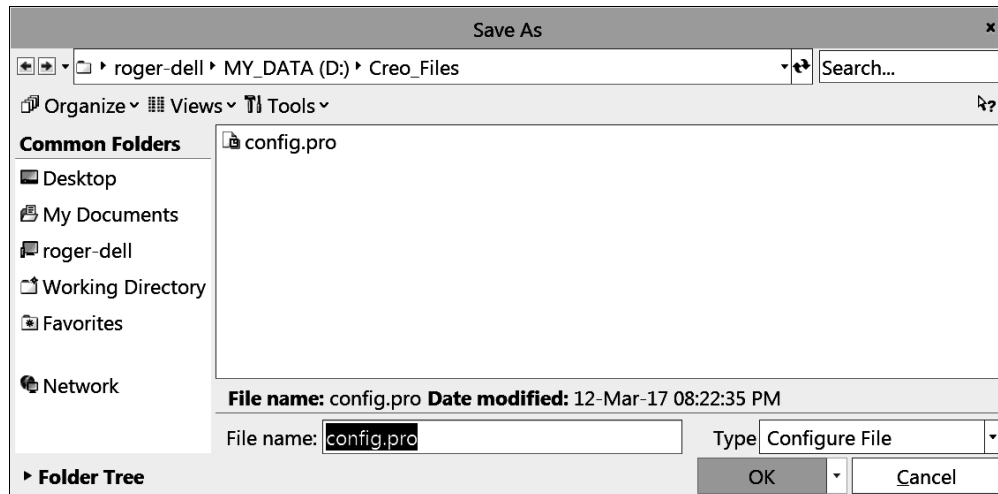 Save As
roger-dell MY_DATA (D:) Creo_Files Search...
Organize Views Tools
Common Folders
config.pro
Desktop
My Documents
roger-dell
Working Directory
Favorites
Network
File name: config.pro Date modified: 12-Mar-17 08:22:35 PM
File name: config.pro Type Configure File
Folder Tree OK Cancel